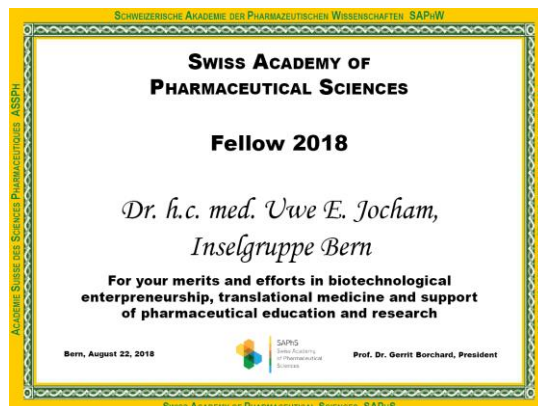 SCHWEIZERISCHE AKADEMIE DER PHARMAZEUTISCHEN WISSENSCHAFTEN SAPHW
ACADEMIE SUISSE DES SCIENCES PHARMACEUTIQUES ASSPH
SWISS ACADEMY OF
PHARMACEUTICAL SCIENCES
Fellow 2018
Dr. h.c. med. Uwe E. Jocham,
Inselgruppe Bern
For your merits and efforts in biotechnological
enterpreneurship, translational medicine and support
of pharmaceutical education and research
Bern, August 22, 2018
SAPhS
Swiss Academy
of Pharmaceutical
Sciences
Prof. Dr. Gerrit Borchard, President
SWISS ACADEMY OF PHARMACEUTICAL SCIENCES SAPHS